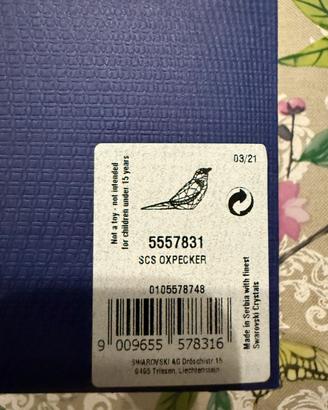 Not a toy - not intended
for children under 15 years
03/21
5557831
SCS OXPECKER
0105578748
9 009655 578316
Made in Serbia with finest
Swarovski Crystals
SWAROVSKI AG Dröschistr. 15
9495 Triesen, Liechtenstein